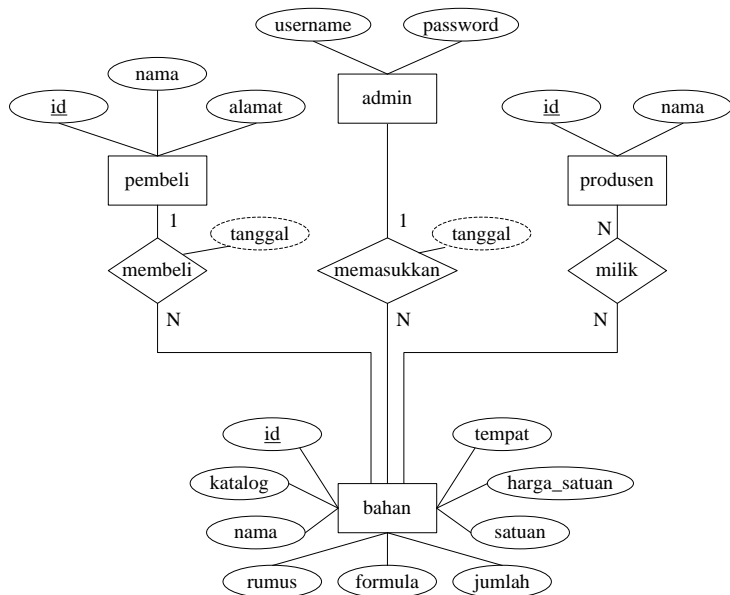 username
password
nama
id
alamat
admin
id
nama
pembeli
produsen
1
1
N
tanggal
tanggal
membeli
memasukkan
milik
N
N
N
id
tempat
katalog
harga_satuan
bahan
nama
satuan
rumus
formula
jumlah